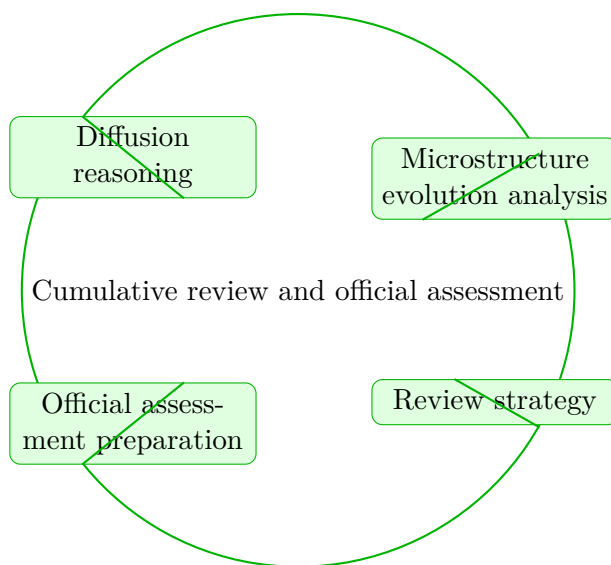 Diffusion
reasoning
Microstructure
evolution analysis
Cumulative review and official assessment
Official assess-
ment preparation
Review strategy